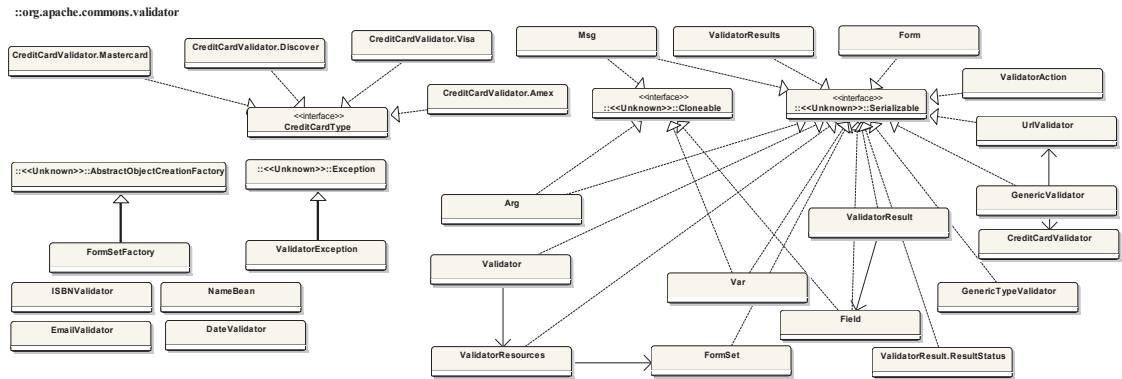 ::org.apache.commons.validator
CreditCardValidator.Mastercard
CreditCardValidator.Discover
CreditCardValidator.Visa
Msg
ValidatorResults
Form
ValidatorAction
CreditCardValidator.Amex
<<interface>>
CreditCardType
<<interface>>
::<<Unknown>>::Cloneable
<<interface>>
::<<Unknown>>::Serializable
UrlValidator
::<<Unknown>>::AbstractObjectCreationFactory
::<<Unknown>>::Exception
Arg
ValidatorResult
GenericValidator
FormSetFactory
ValidatorException
Validator
CreditCardValidator
ISBNValidator
NameBean
Var
GenericTypeValidator
EmailValidator
DateValidator
Field
ValidatorResources
FormSet
ValidatorResult.ResultStatus